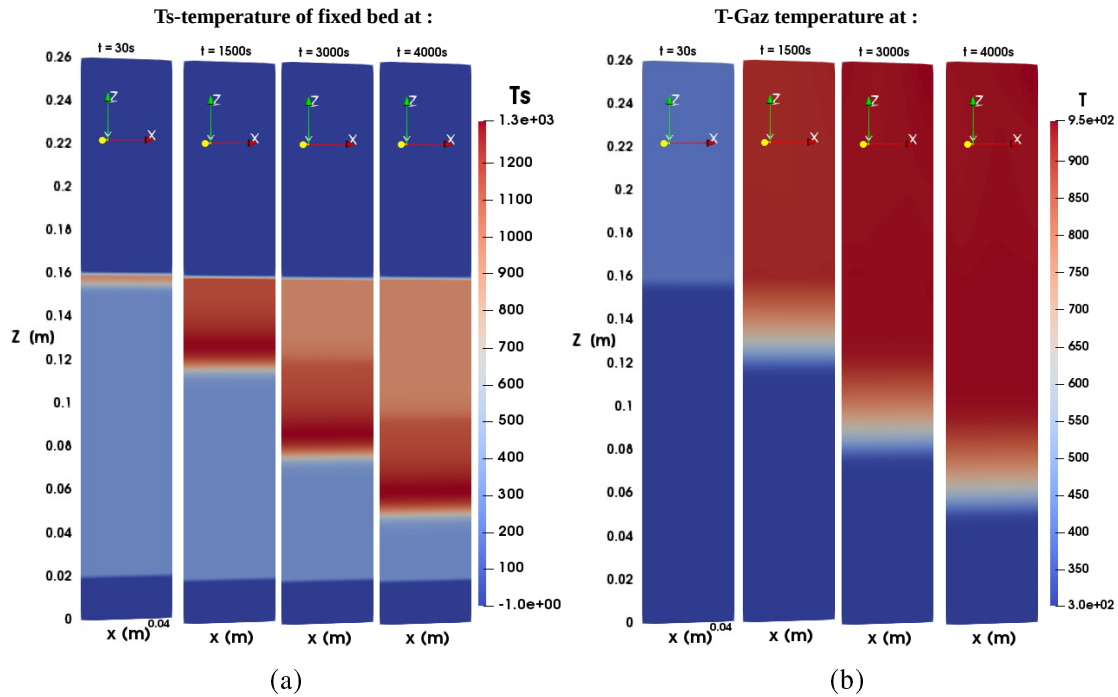 Ts-temperature of fixed bed at :
t = 30s
t = 1500s
t = 3000s
t = 4000s
0.26
0.24
0.22
0.2
0.18
0.16
0.14
0.12
0.1
0.08
0.06
0.04
0.02
0
Z (m)
Z
X
Z
X
Z
X
Z
X
Ts
1.3e+03
1200
1100
1000
900
800
700
600
500
400
300
200
100
-1.0e+00
0.04
x (m)
x (m)
x (m)
x (m)
(a)
T-Gaz temperature at :
t = 30s
t = 1500s
t = 3000s
t = 4000s
0.26
0.24
0.22
0.2
0.18
0.16
0.14
0.12
0.1
0.08
0.06
0.04
0.02
0
Z (m)
Z
X
Z
X
Z
X
Z
X
T
9.5e+02
900
850
800
750
700
650
600
550
500
450
400
350
3.0e+02
0.04
x (m)
x (m)
x (m)
x (m)
(b)